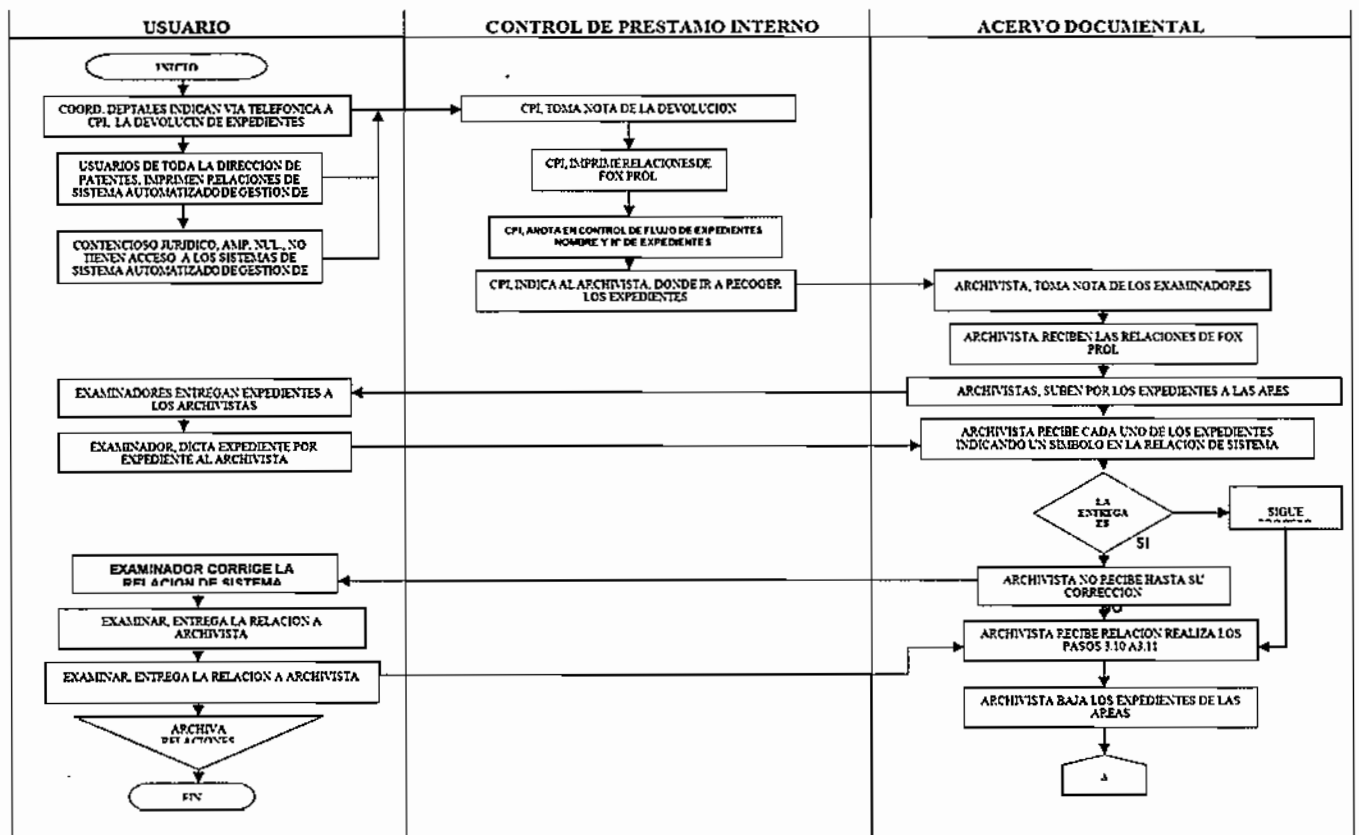 USUARIO
CONTROL DE PRESTAMO INTERNO
ACERVO DOCUMENTAL
INICIO
COORD. DEPTALES INDICAN VIA TELEFONICA A
CPI, LA DEVOLUCIN DE EXPEDIENTES
USUARIOS DE TODA LA DIRECCION DE
PATENTES, IMPRIMEN RELACIONES DE
SISTEMA AUTOMATIZADO DE GESTION DE
CONTENCIOSO JURIDICO, AMP. NUL., NO
TIENEN ACCESO A LOS SISTEMAS DE
SISTEMA AUTOMATIZADO DE GESTION DE
CPI, TOMA NOTA DE LA DEVOLUCION
CPI, IMPRIME RELACIONES DE
FOX PROL
CPI, ANOTA EN CONTROL DE FLUJO DE EXPEDIENTES
NOMBRE Y Nº DE EXPEDIENTES
CPI, INDICA AL ARCHIVISTA, DONDE IR A RECOGER
LOS EXPEDIENTES
ARCHIVISTA, TOMA NOTA DE LOS EXAMINADORES
ARCHIVISTA, RECIBEN LAS RELACIONES DE FOX
PROL
ARCHIVISTAS, SUBEN POR LOS EXPEDIENTES A LAS ARES
EXAMINADORES ENTREGAN EXPEDIENTES A
LOS ARCHIVISTAS
EXAMINADOR, DICTA EXPEDIENTE POR
EXPEDIENTE AL ARCHIVISTA
ARCHIVISTA RECIBE CADA UNO DE LOS EXPEDIENTES
INDICANDO UN SIMBOLO EN LA RELACION DE SISTEMA
LA
ENTREGA
ES
SI
SIGUE
EXAMINADOR CORRIGE LA
RELACION DE SISTEMA
ARCHIVISTA NO RECIBE HASTA SU
CORRECCION
EXAMINAR, ENTREGA LA RELACION A
ARCHIVISTA
ARCHIVISTA RECIBE RELACION REALIZA LOS
PASOS 3.10 A3.11
EXAMINAR, ENTREGA LA RELACION A ARCHIVISTA
ARCHIVISTA BAJA LOS EXPEDIENTES DE LAS
AREAS
ARCHIVA
RELACIONES
A
FIN